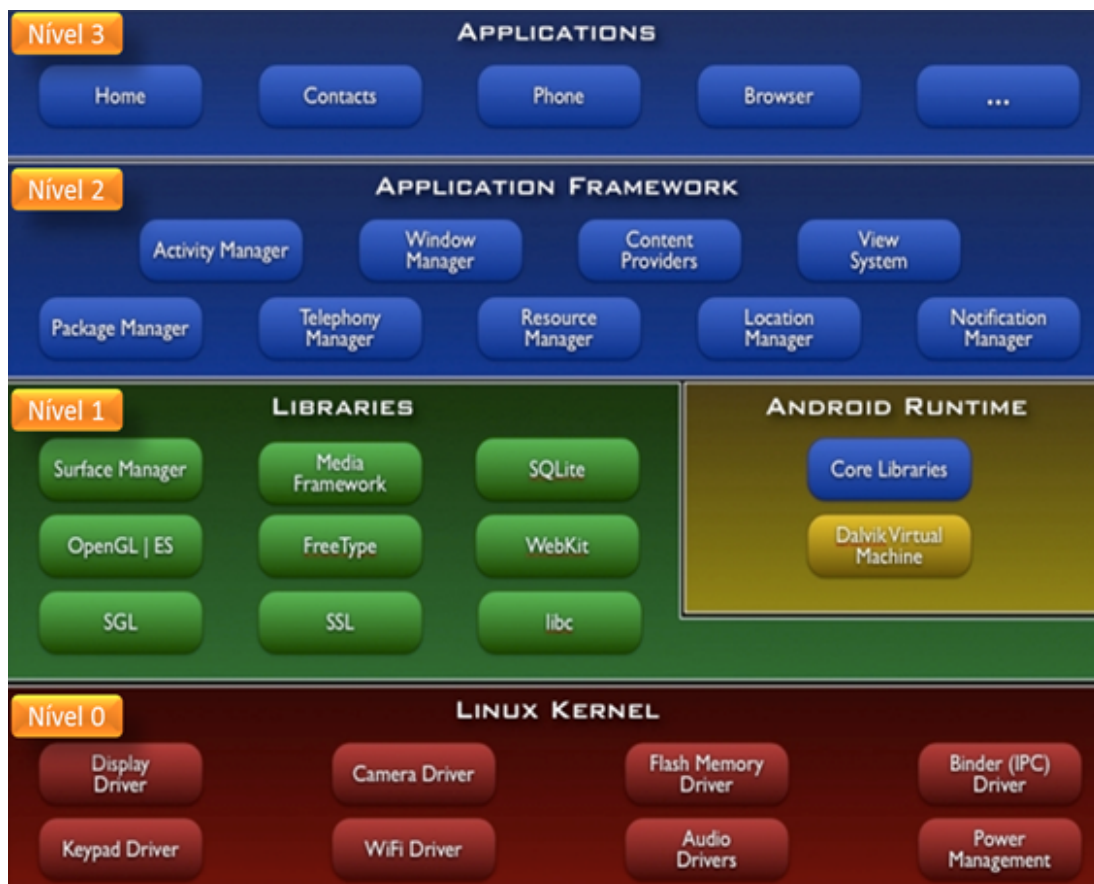 Nível 3
APPLICATIONS
Home
Contacts
Phone
Browser
...
Nível 2
APPLICATION FRAMEWORK
Activity Manager
Window
Manager
Content
Providers
View
System
Package Manager
Telephony
Manager
Resource
Manager
Location
Manager
Notification
Manager
Nível 1
LIBRARIES
Surface Manager
Media
Framework
SQLite
OpenGL | ES
FreeType
WebKit
SGL
SSL
libc
ANDROID RUNTIME
Core Libraries
Dalvik Virtual
Machine
Nível 0
LINUX KERNEL
Display
Driver
Camera Driver
Flash Memory
Driver
Binder (IPC)
Driver
Keypad Driver
WiFi Driver
Audio
Drivers
Power
Management